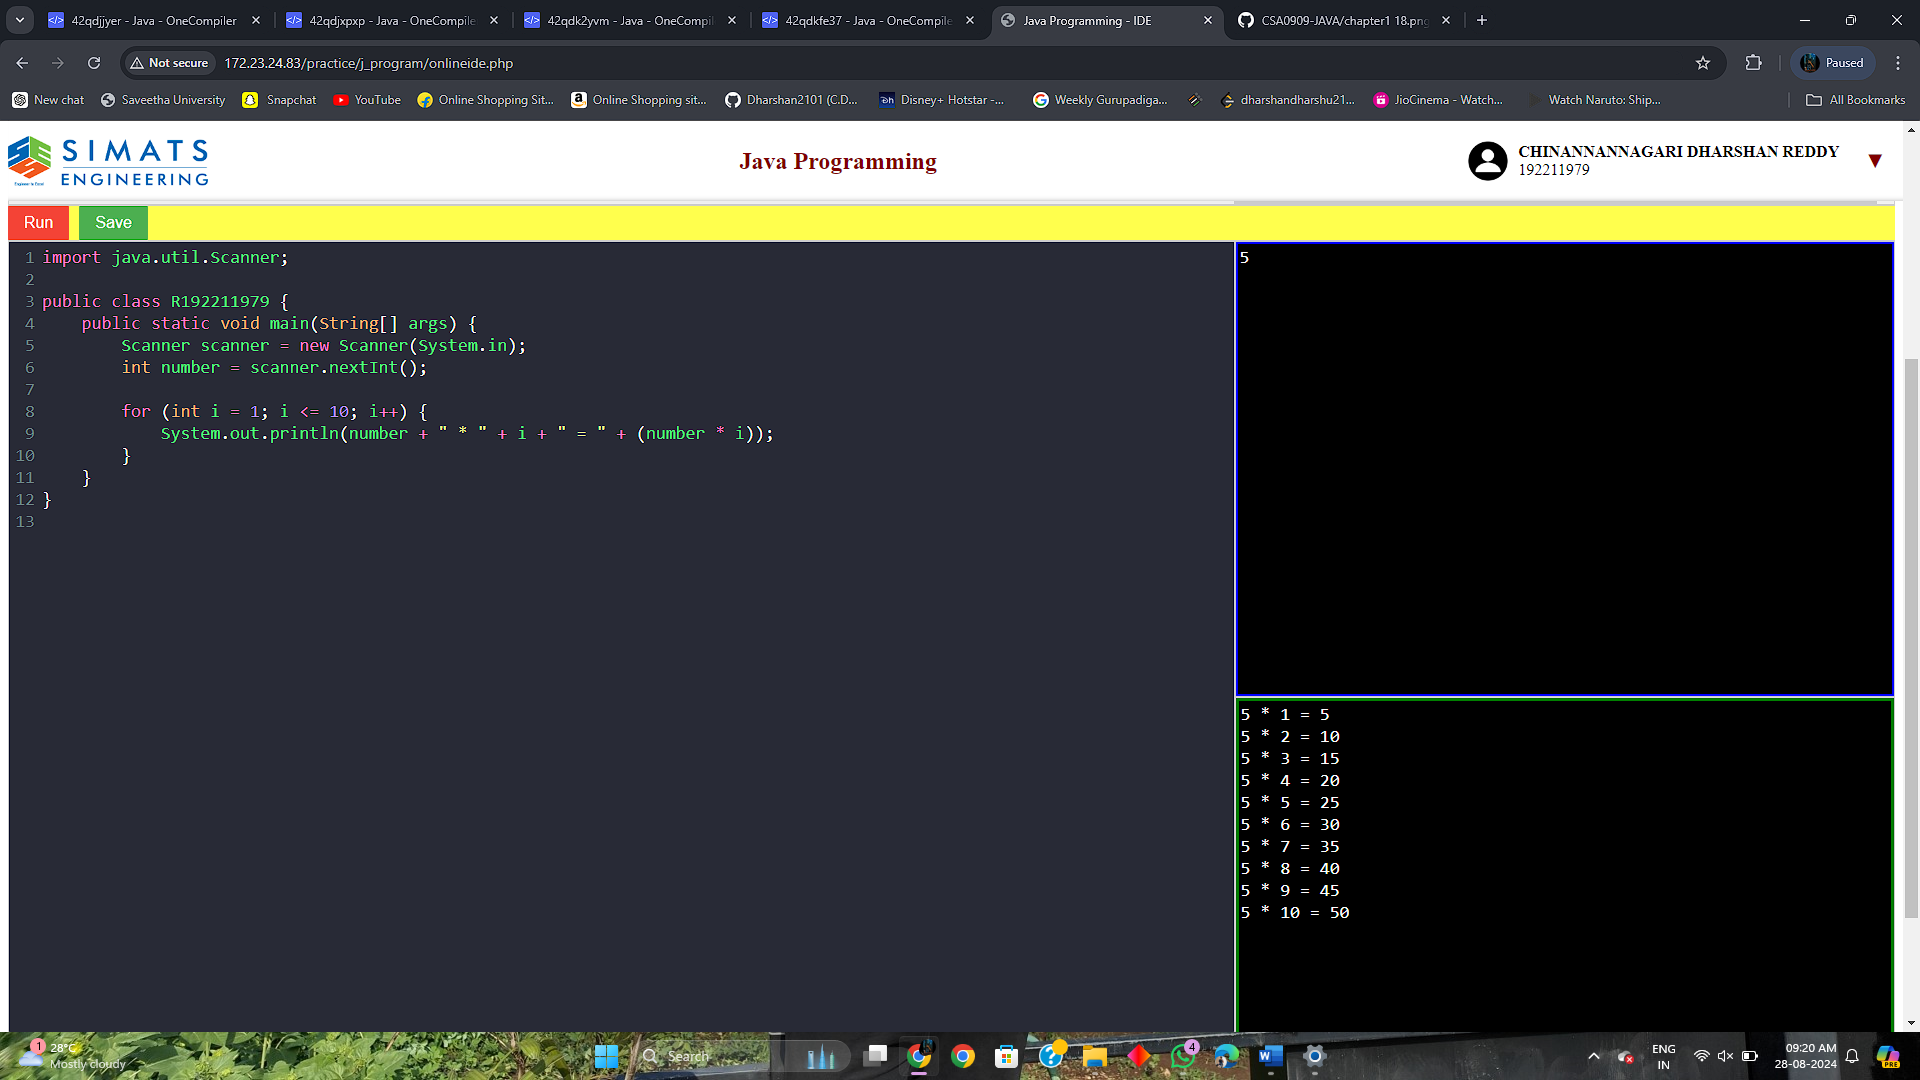 42qdjjyer - Java - OneCompiler
42qdjxpxp - Java - OneCompile
42qdk2yvm - Java - OneCompil
42qdkfe37 - Java - OneCompile
Java Programming - IDE
CSA0909-JAVA/chapter1 18.png
Not secure
172.23.24.83/practice/j_program/onlineide.php
Paused
New chat
Saveetha University
Snapchat
YouTube
Online Shopping Sit...
Online Shopping sit...
Dharshan2101 (C.D...
Disney+ Hotstar -...
Weekly Gurupadiga...
dharshandharshu21...
JioCinema - Watch...
Watch Naruto: Ship...
All Bookmarks
SIMATS
ENGINEERING
Engineer to Excel
Java Programming
CHINANNANNAGARI DHARSHAN REDDY
192211979
Run
Save
1 import java.util.Scanner;
2
3 public class R192211979 {
4     public static void main(String[] args) {
5         Scanner scanner = new Scanner(System.in);
6         int number = scanner.nextInt();
7
8         for (int i = 1; i <= 10; i++) {
9             System.out.println(number + " * " + i + " = " + (number * i));
10         }
11     }
12 }
13
5
5 * 1 = 5
5 * 2 = 10
5 * 3 = 15
5 * 4 = 20
5 * 5 = 25
5 * 6 = 30
5 * 7 = 35
5 * 8 = 40
5 * 9 = 45
5 * 10 = 50
1
28°C
Mostly cloudy
Search
4
ENG
IN
09:20 AM
28-08-2024
PRE